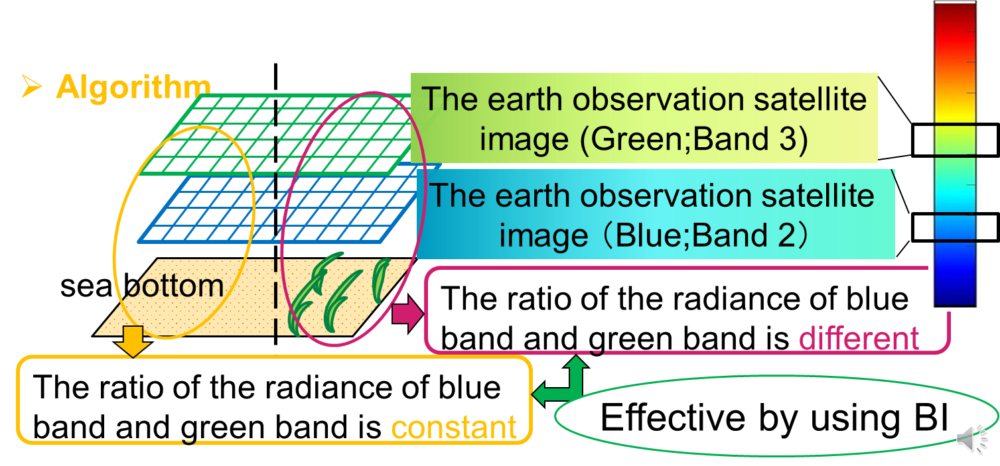 ➢ Algorithm
The earth observation satellite
image (Green;Band 3)
The earth observation satellite
image（Blue;Band 2）
sea bottom
The ratio of the radiance of blue
band and green band is different
The ratio of the radiance of blue
band and green band is constant
Effective by using BI